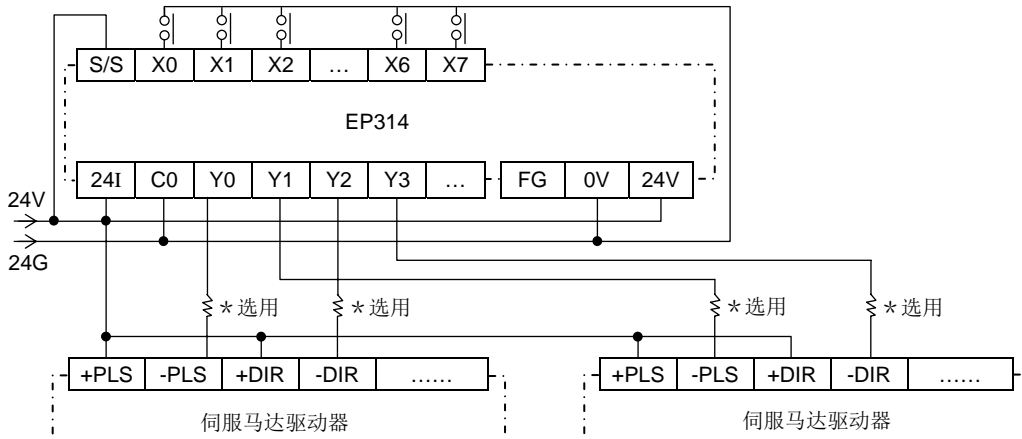 S/S X0 X1 X2 … X6 X7
EP314
24I C0 Y0 Y1 Y2 Y3 … FG 0V 24V
24V
24G
*选用 *选用 *选用 *选用
+PLS -PLS +DIR -DIR …… +PLS -PLS +DIR -DIR ……
伺服马达驱动器 伺服马达驱动器